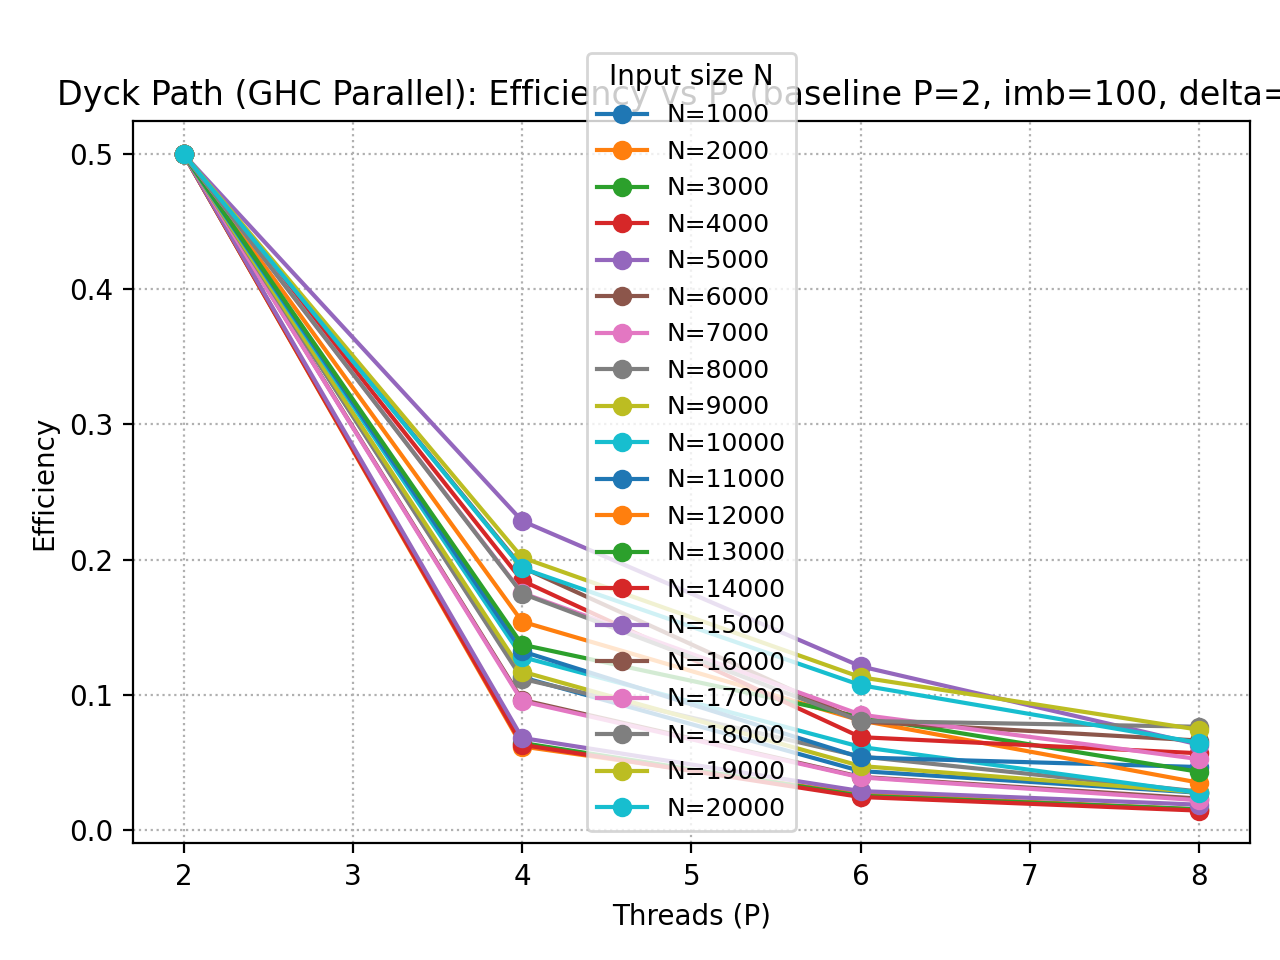 Dyck Path (GHC Parallel): Efficiency vs P (baseline P=2, imb=100, delta=
Input size N
N=1000
N=2000
N=3000
N=4000
N=5000
N=6000
N=7000
N=8000
N=9000
N=10000
N=11000
N=12000
N=13000
N=14000
N=15000
N=16000
N=17000
N=18000
N=19000
N=20000
Efficiency
0.5
0.4
0.3
0.2
0.1
0.0
2 3 4 5 6 7 8
Threads (P)